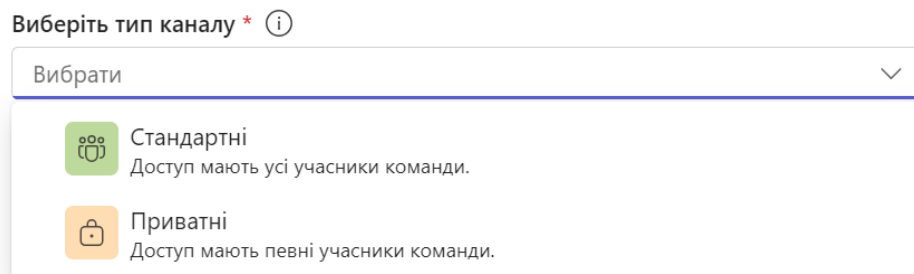 Виберіть тип каналу *
Вибрати
Стандартні
Доступ мають усі учасники команди.
Приватні
Доступ мають певні учасники команди.